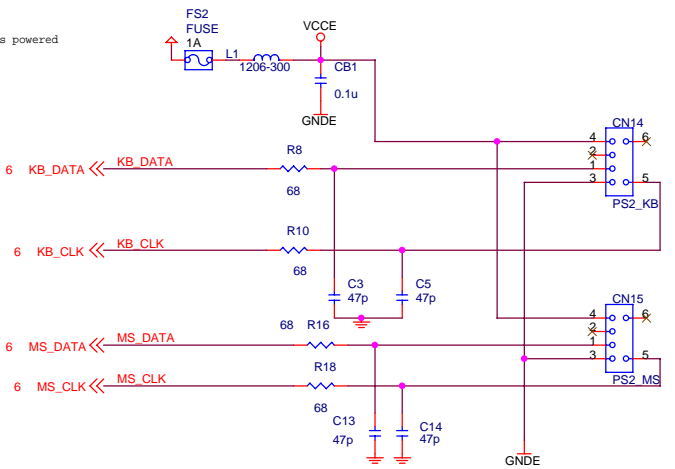 FS2
FUSE
1A
s powered
L1
1206-300
VCCE
CB1
0.1u
GNDE
CN14
4 6
2
1
3 5
PS2_KB
6 KB_DATA KB_DATA
R8
68
6 KB_CLK KB_CLK
R10
68
C3
47p
C5
47p
CN15
4 6
2
1
3 5
PS2_MS
6 MS_DATA MS_DATA
68 R16
6 MS_CLK MS_CLK
R18
68
C13
47p
C14
47p
GNDE